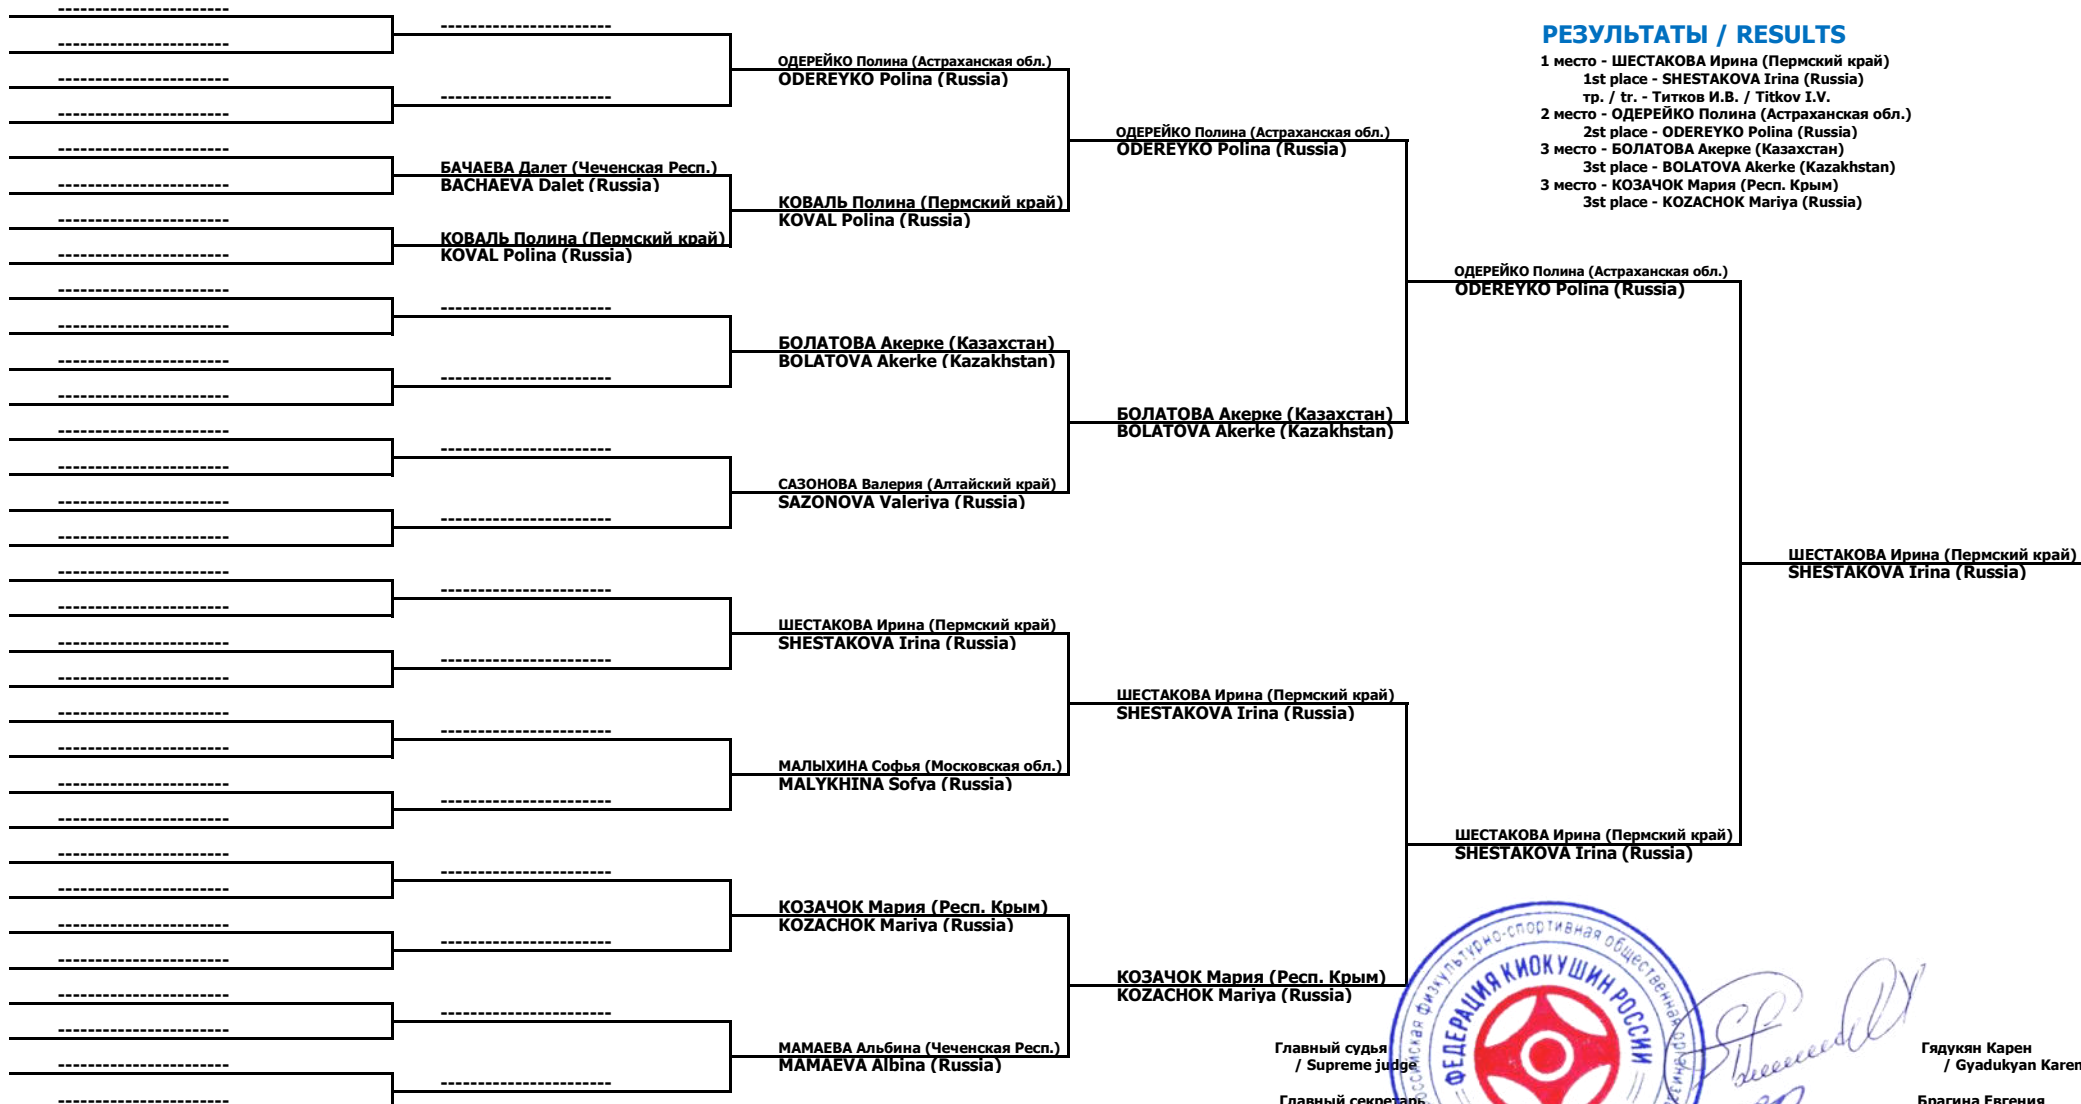 РЕЗУЛЬТАТЫ / RESULTS
1 место - ШЕСТАКОВА Ирина (Пермский край)
1st place - SHESTAKOVA Irina (Russia)
тр. / tr. - Титков И.В. / Titkov I.V.
2 место - ОДЕРЕЙКО Полина (Астраханская обл.)
2st place - ODEREYKO Polina (Russia)
3 место - БОЛАТОВА Акерке (Казахстан)
3st place - BOLATOVA Akerke (Kazakhstan)
3 место - КОЗАЧОК Мария (Респ. Крым)
3st place - KOZACHOK Mariya (Russia)
БАЧАЕВА Далет (Чеченская Респ.)
BACHAEVA Dalet (Russia)
КОВАЛЬ Полина (Пермский край)
KOVAL Polina (Russia)
ОДЕРЕЙКО Полина (Астраханская обл.)
ODEREYKO Polina (Russia)
КОВАЛЬ Полина (Пермский край)
KOVAL Polina (Russia)
БОЛАТОВА Акерке (Казахстан)
BOLATOVA Akerke (Kazakhstan)
САЗОНОВА Валерия (Алтайский край)
SAZONOVA Valeriya (Russia)
ШЕСТАКОВА Ирина (Пермский край)
SHESTAKOVA Irina (Russia)
МАЛЫХИНА Софья (Московская обл.)
MALYKHINA Sofya (Russia)
КОЗАЧОК Мария (Респ. Крым)
KOZACHOK Mariya (Russia)
МАМАЕВА Альбина (Чеченская Респ.)
MAMAEVA Albina (Russia)
ОДЕРЕЙКО Полина (Астраханская обл.)
ODEREYKO Polina (Russia)
БОЛАТОВА Акерке (Казахстан)
BOLATOVA Akerke (Kazakhstan)
ШЕСТАКОВА Ирина (Пермский край)
SHESTAKOVA Irina (Russia)
КОЗАЧОК Мария (Респ. Крым)
KOZACHOK Mariya (Russia)
ОДЕРЕЙКО Полина (Астраханская обл.)
ODEREYKO Polina (Russia)
ШЕСТАКОВА Ирина (Пермский край)
SHESTAKOVA Irina (Russia)
ШЕСТАКОВА Ирина (Пермский край)
SHESTAKOVA Irina (Russia)
физкультурно-спортивная общественная
ФЕДЕРАЦИЯ КИОКУШИН РОССИИ
Главный судья
/ Supreme judge
Гядукян Карен
/ Gyadukyan Karen
Главный секретарь
Брагина Евгения